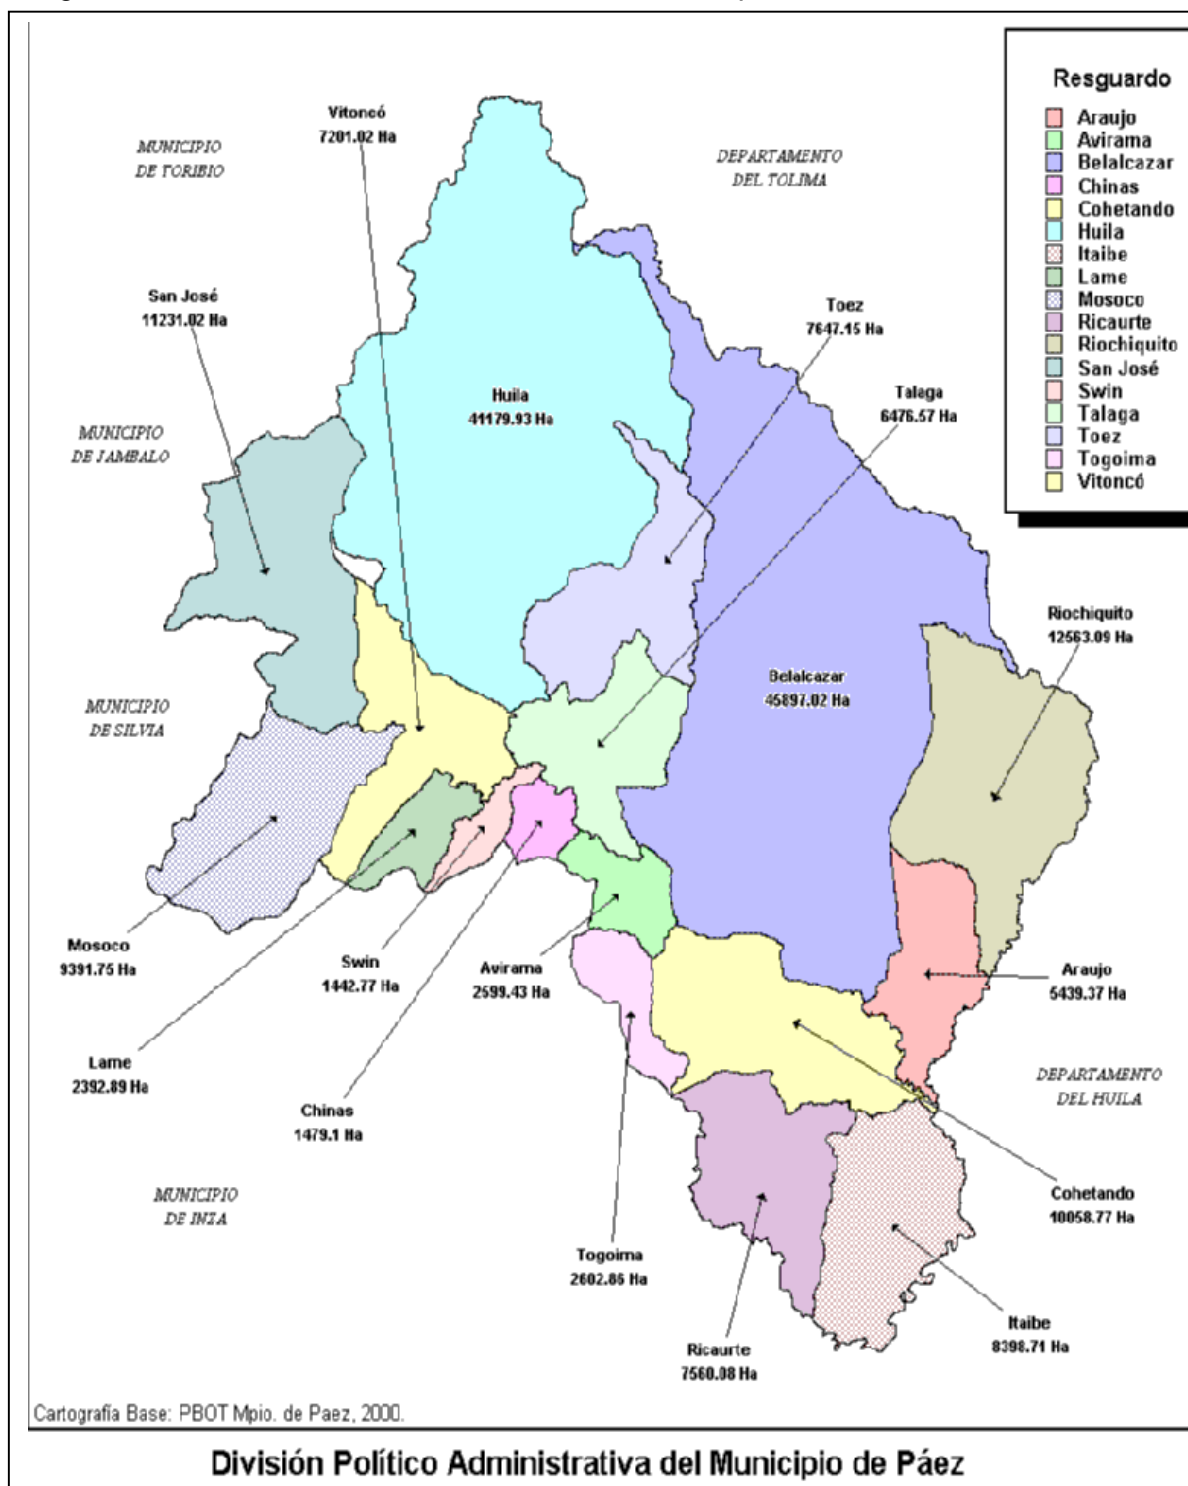 Vitoncó
7201.02 Ha
MUNICIPIO
DE TORIBIO
DEPARTAMENTO
DEL TOLIMA
Resguardo
Araujo
Avirama
Belalcazar
Chinas
Cohetando
Huila
Itaibe
Lame
Mosoco
Ricaurte
Riochiquito
San José
Swin
Talaga
Toez
Togoima
Vitoncó
San José
11231.02 Ha
Toez
7647.15 Ha
Talaga
6476.57 Ha
Huila
41179.93 Ha
MUNICIPIO
DE JAMBALO
Riochiquito
12563.09 Ha
Belalcazar
45897.02 Ha
MUNICIPIO
DE SILVIA
Mosoco
9391.75 Ha
Swin
1442.77 Ha
Avirama
2599.43 Ha
Araujo
5439.37 Ha
Lame
2392.89 Ha
DEPARTAMENTO
DEL HUILA
Chinas
1479.1 Ha
MUNICIPIO
DE INZA
Cohetando
10058.77 Ha
Togoima
2602.86 Ha
Itaibe
8398.71 Ha
Ricaurte
7560.08 Ha
Cartografía Base: PBOT Mpio. de Paez, 2000.
División Político Administrativa del Municipio de Páez